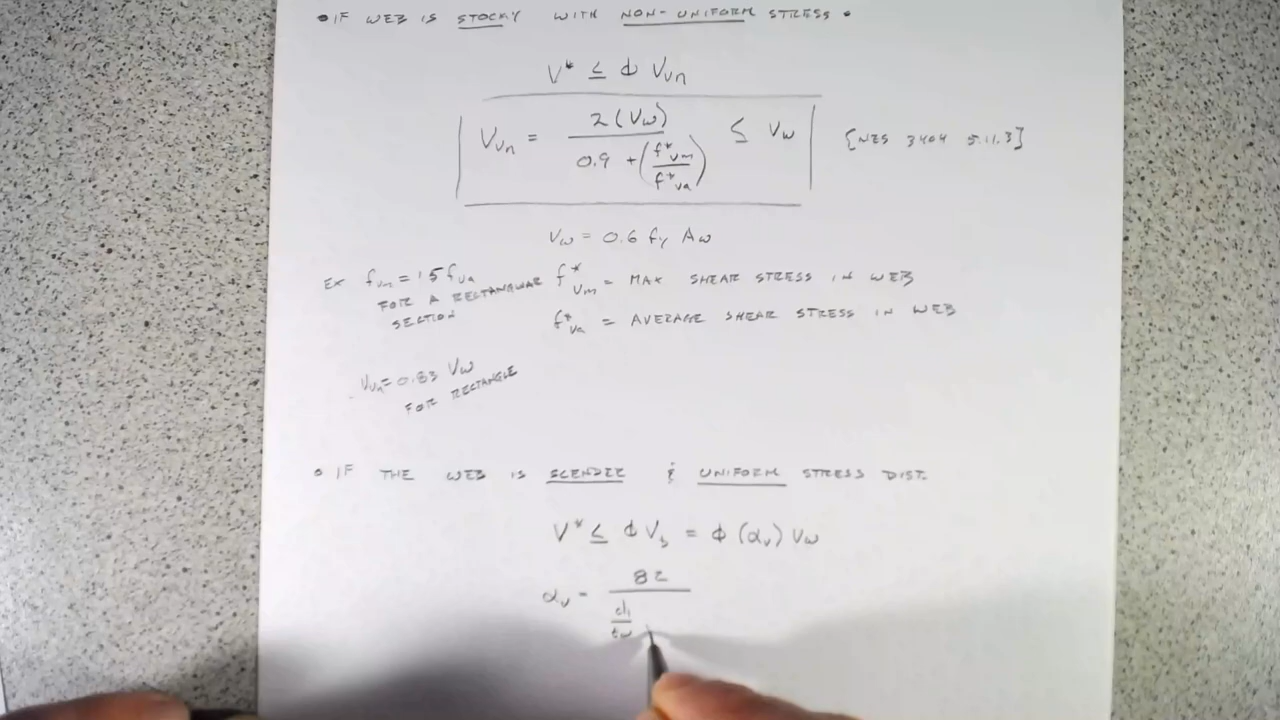 • IF WEB IS STOCKY WITH NON-UNIFORM STRESS •
V* ≤ ɸ Vvn
Vvn = 2(Vw) / 0.9 + (f*vm / f*va) ≤ Vw [NZS 3404 5.11.3]
Vw = 0.6 fy Aw
Ex fvm = 1.5 fva
FOR A RECTANGULAR
SECTION
f*vm = MAX SHEAR STRESS IN WEB
f*va = AVERAGE SHEAR STRESS IN WEB
Vvn = 0.83 Vw
FOR RECTANGLE
• IF THE WEB IS SLENDER & UNIFORM STRESS DIST.
V* ≤ ɸ Vb = ɸ (αv) Vw
αv = 82 / d1/tw